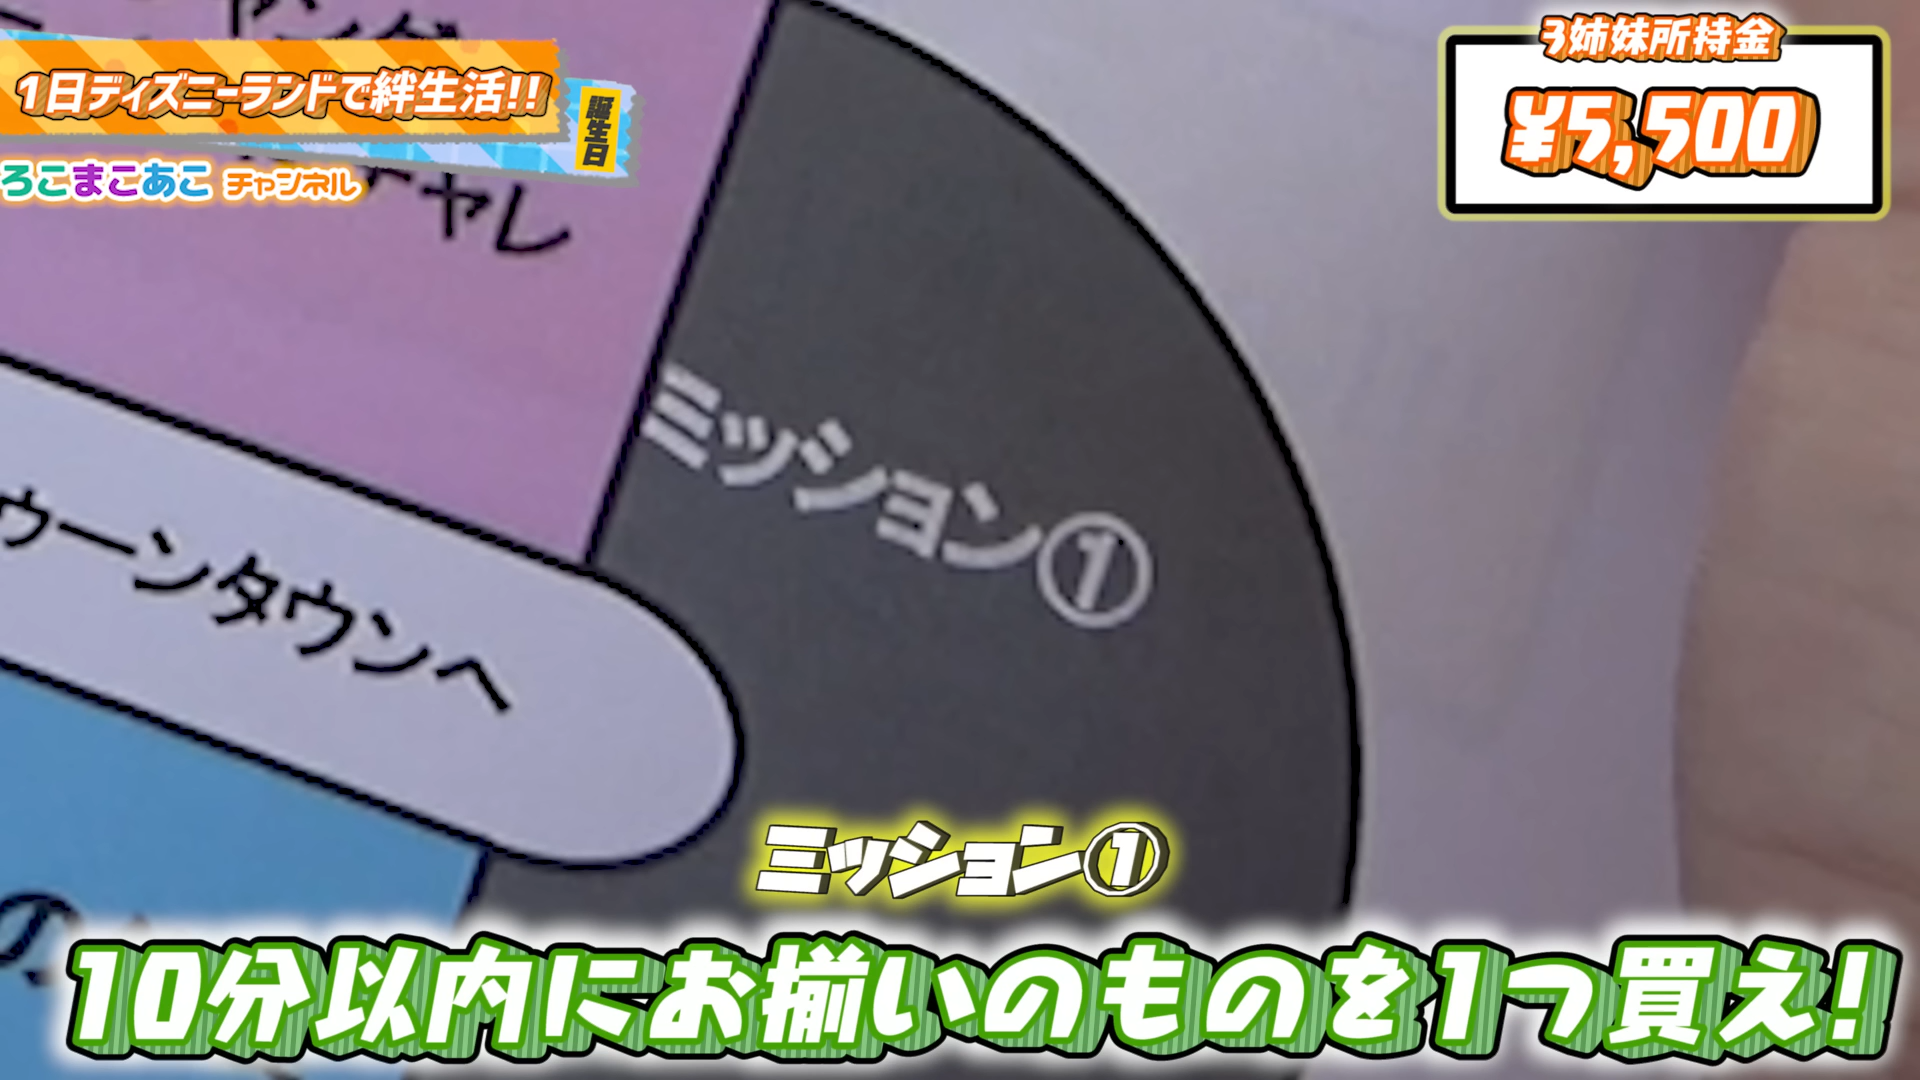 1日ディズニーランドで絆生活!!
誕生日
ろこまこあこ チャンネル
3姉妹所持金
¥5,500
ャレ
ミッション①
ゥーンタウンへ
の
ミッション①
10分以内にお揃いのものを1つ買え!